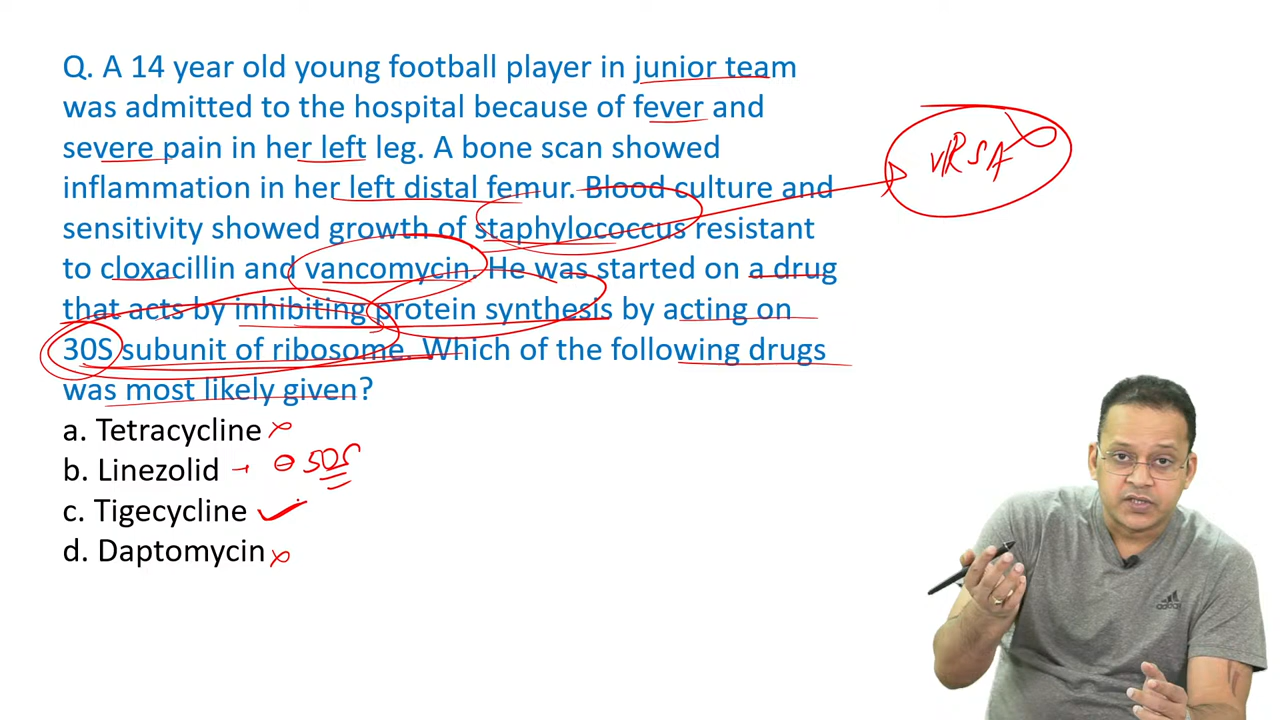 Q. A 14 year old young football player in junior team
was admitted to the hospital because of fever and
severe pain in her left leg. A bone scan showed
inflammation in her left distal femur. Blood culture and
sensitivity showed growth of staphylococcus resistant
to cloxacillin and vancomycin. He was started on a drug
that acts by inhibiting protein synthesis by acting on
30S subunit of ribosome. Which of the following drugs
was most likely given?
a. Tetracycline
b. Linezolid → ⊖ 50S
c. Tigecycline ✓
d. Daptomycin
VRSA
adidas